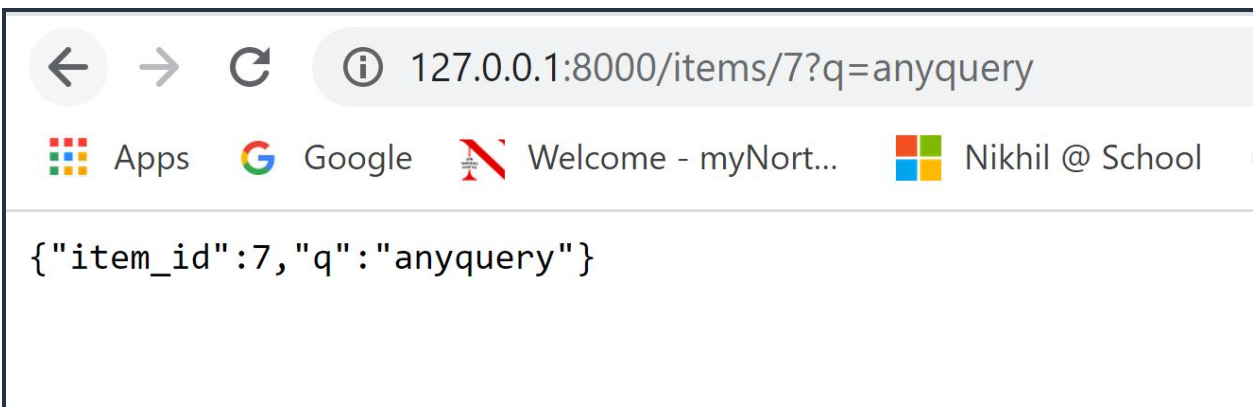 127.0.0.1:8000/items/7?q=anyquery
Apps Google Welcome - myNort... Nikhil @ School
{"item_id":7,"q":"anyquery"}